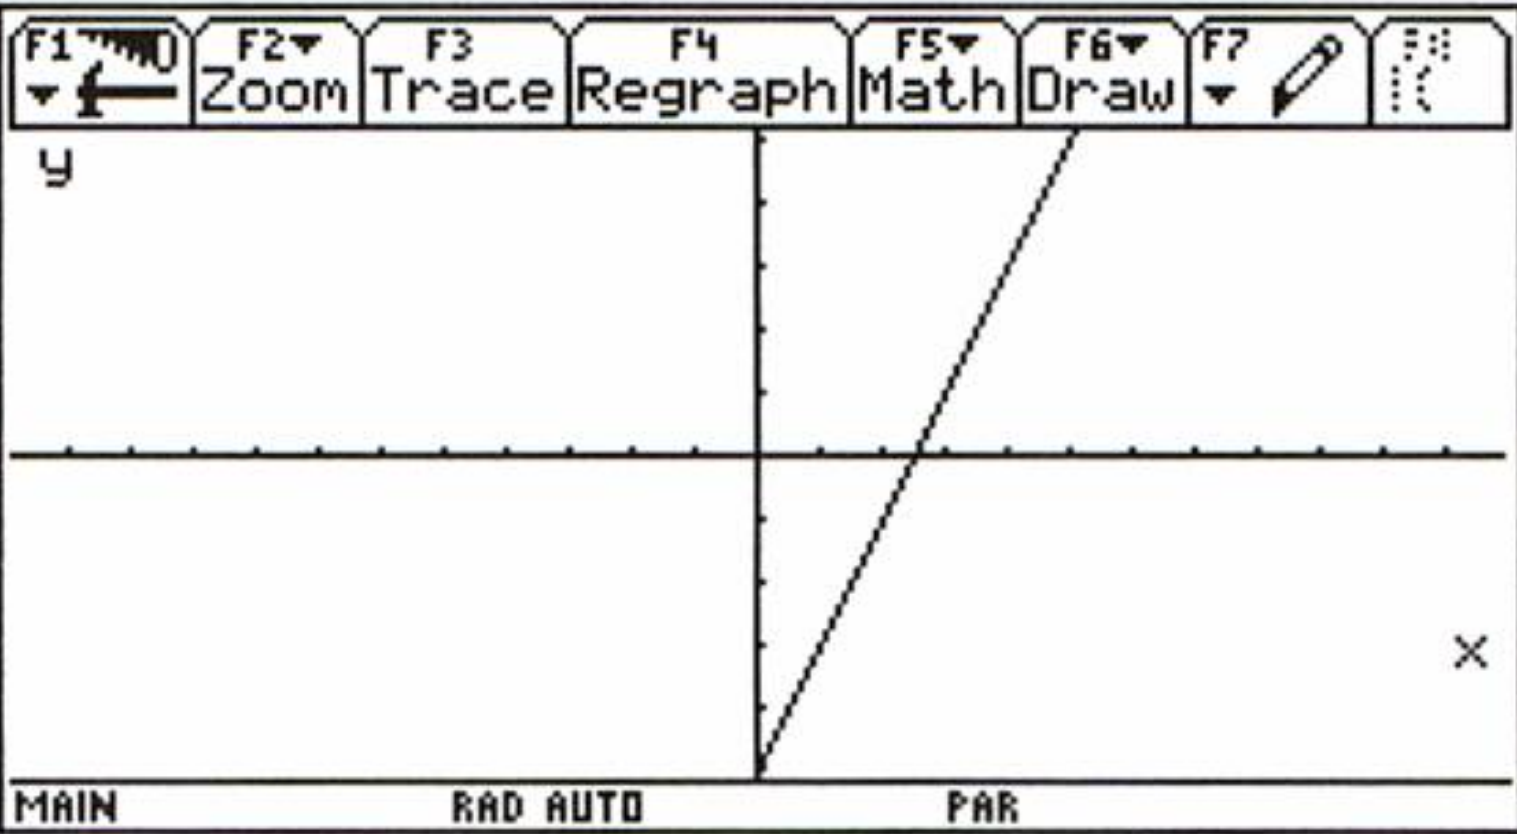 F1 F2 F3 F4 F5 F6 F7
Zoom Trace Regraph Math Draw
y
x
MAIN RAD AUTO PAR